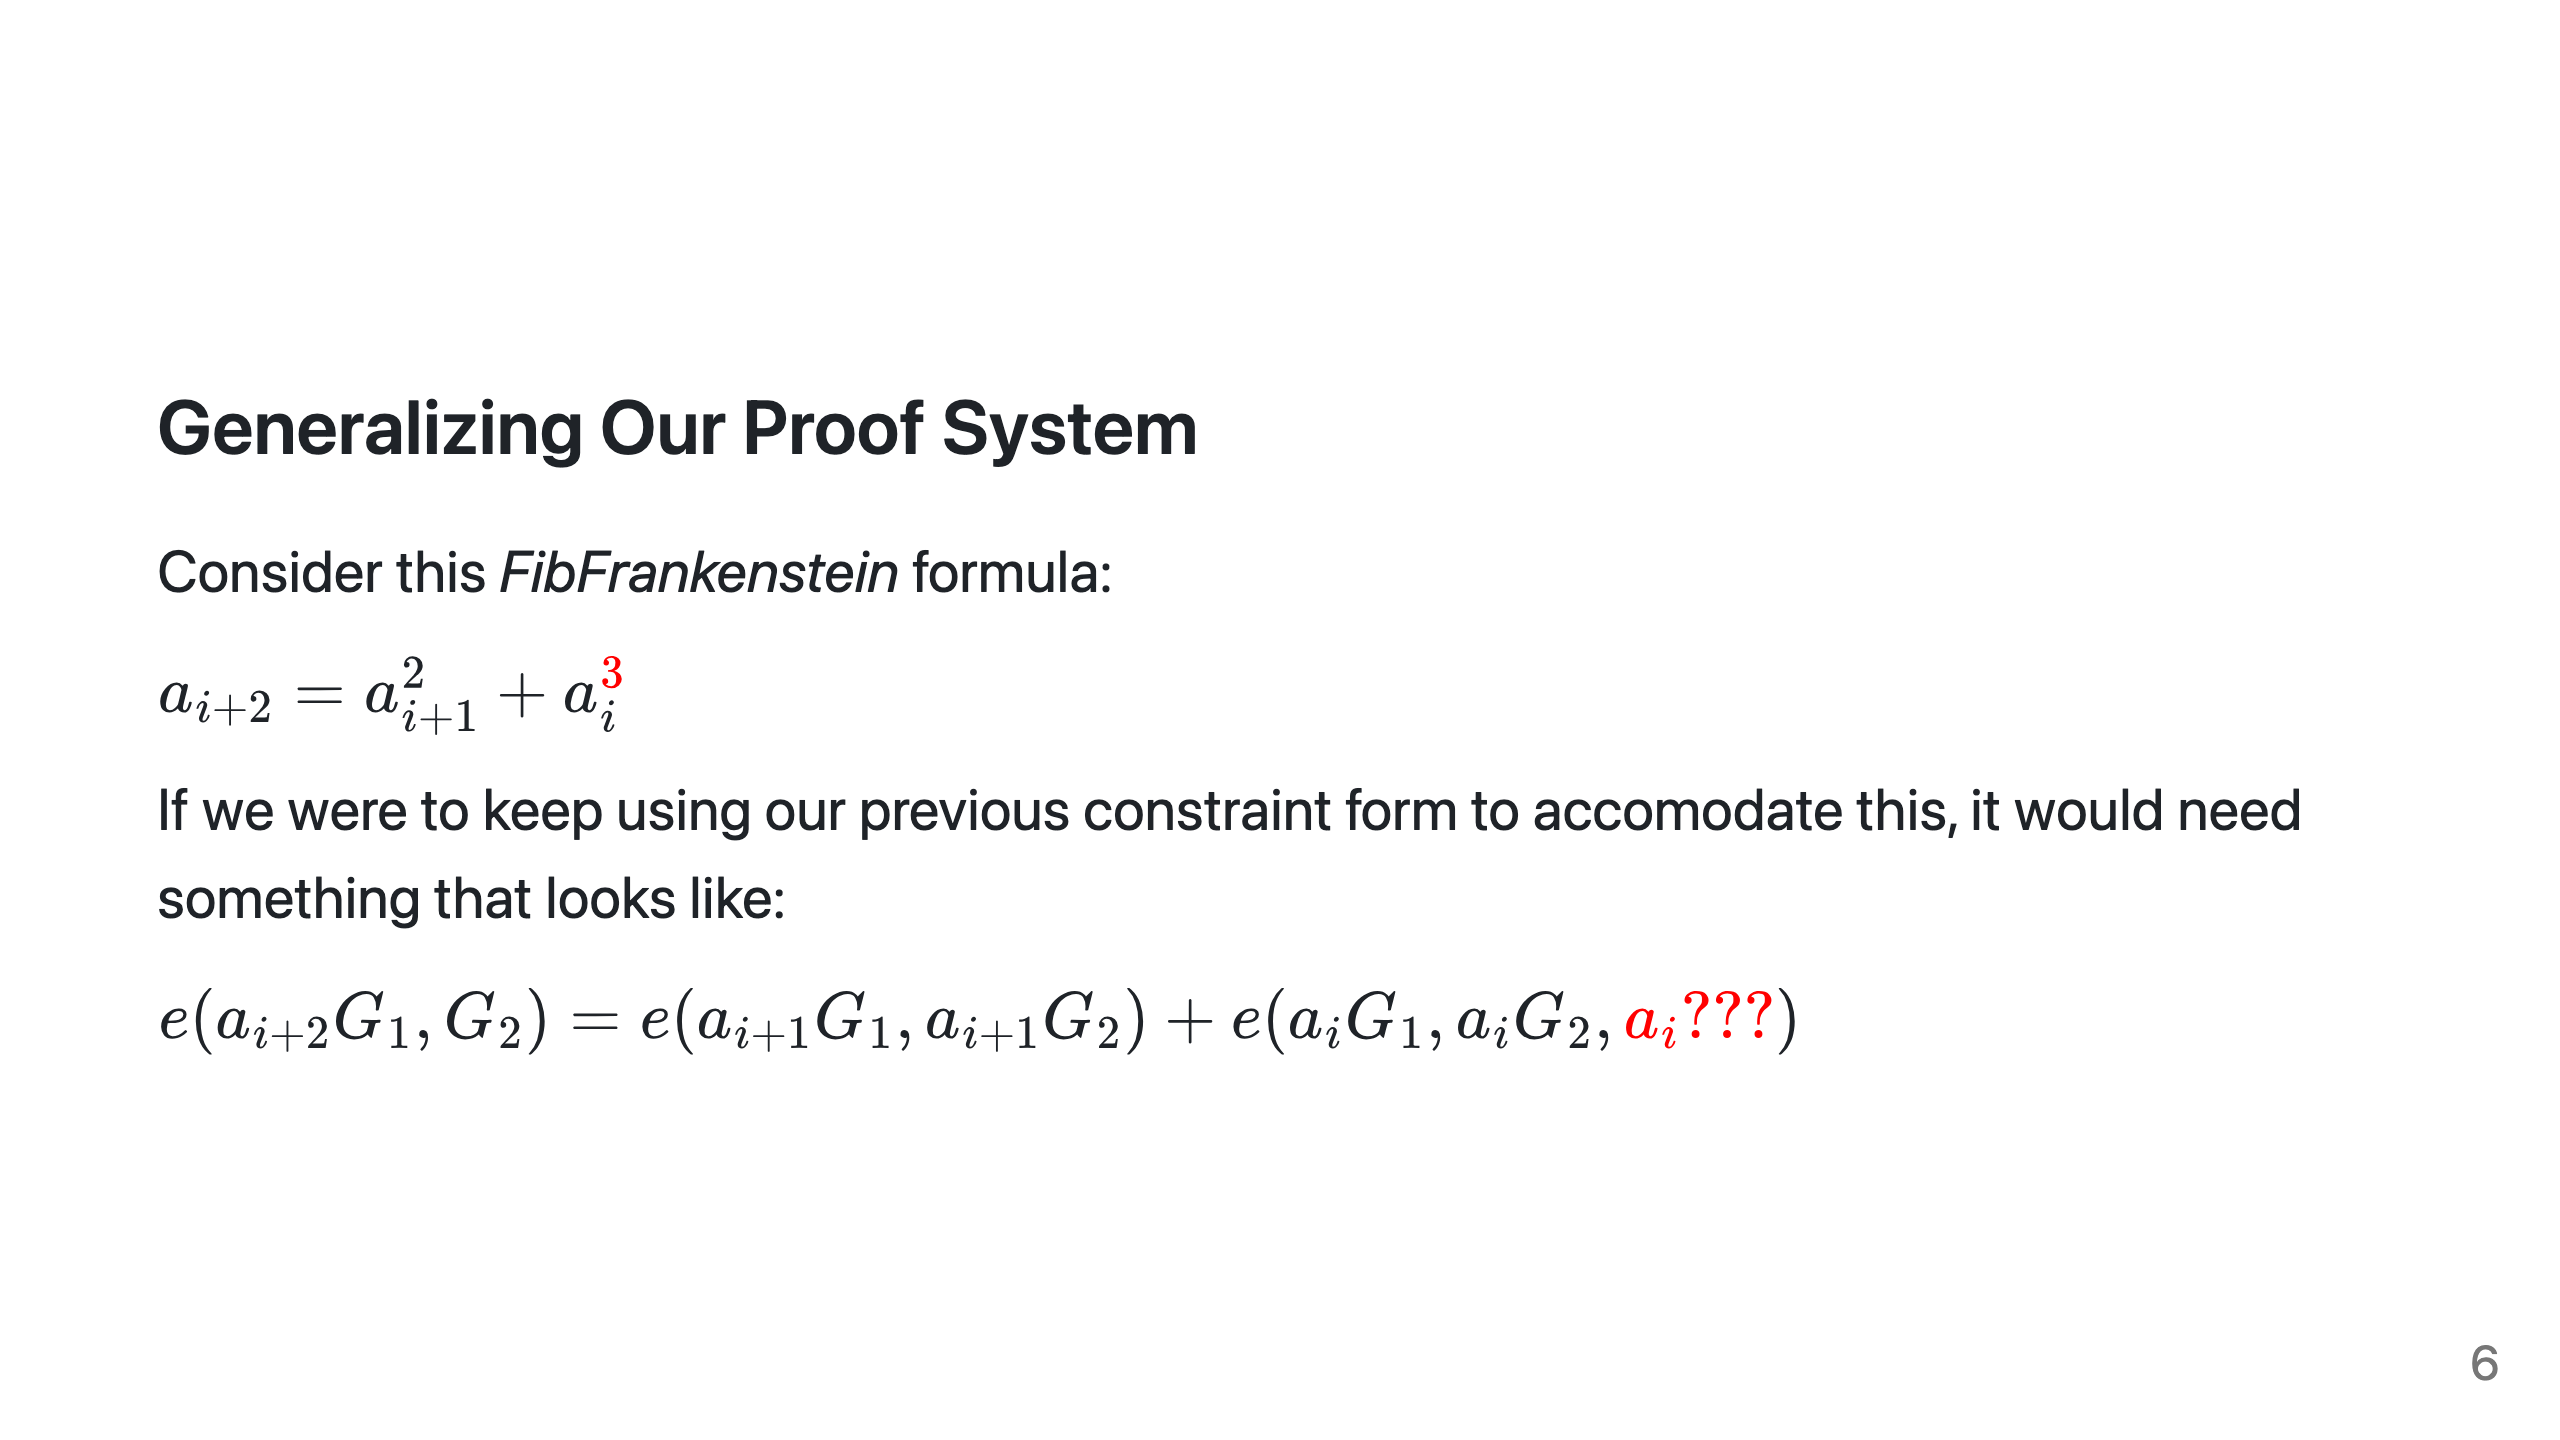 Generalizing Our Proof System
Consider this FibFrankenstein formula:
$a_{i+2} = a_{i+1}^2 + a_i^3$
If we were to keep using our previous constraint form to accomodate this, it would need
something that looks like:
$e(a_{i+2}G_1, G_2) = e(a_{i+1}G_1, a_{i+1}G_2) + e(a_iG_1, a_iG_2, a_i???)$
6